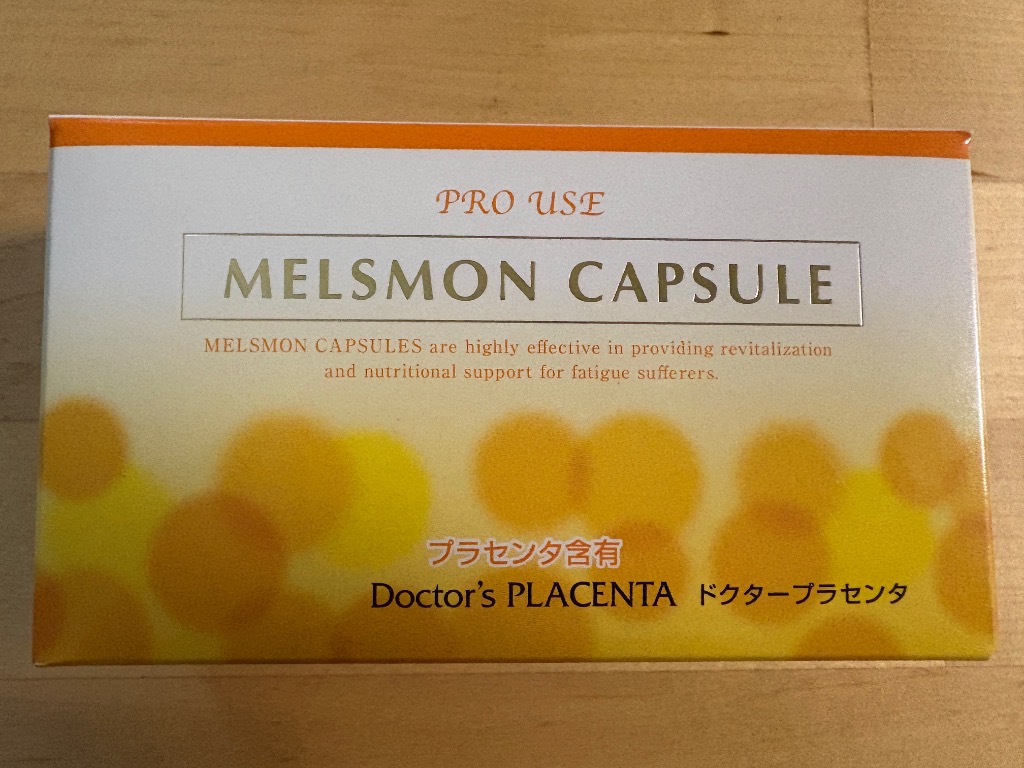 PRO USE
MELSMON CAPSULE
MELSMON CAPSULES are highly effective in providing revitalization
and nutritional support for fatigue sufferers.
プラセンタ含有
Doctor's PLACENTA ドクタープラセンタ